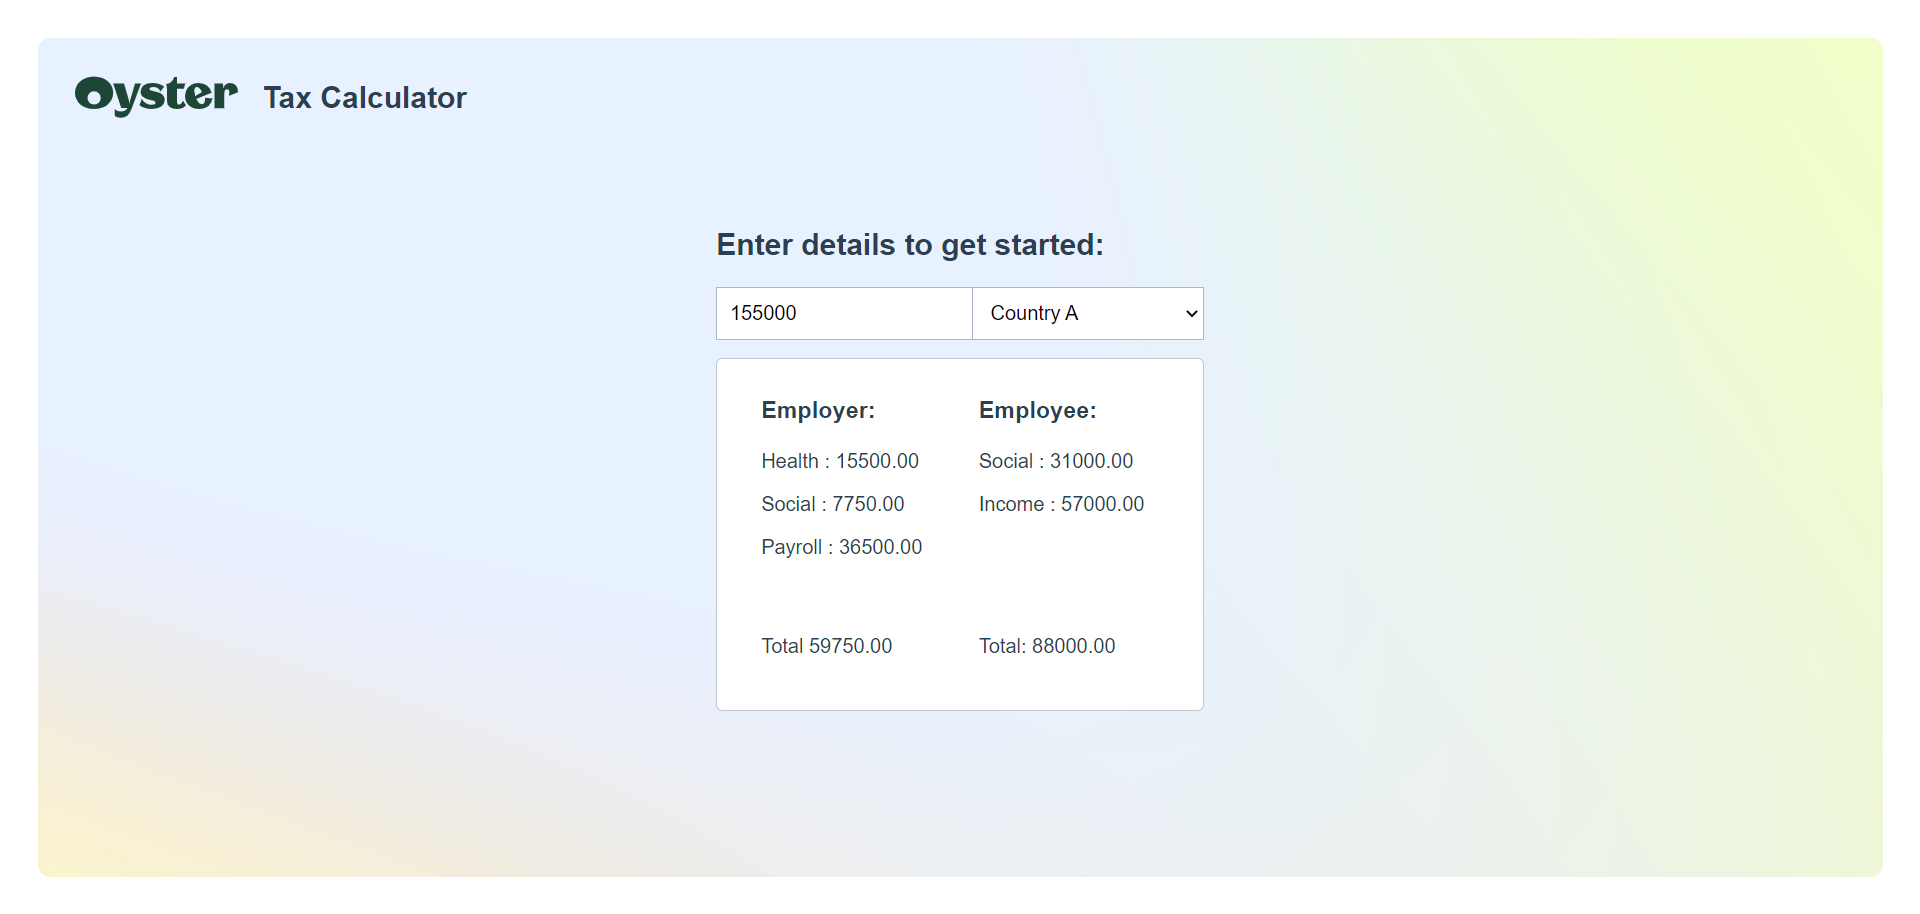 Oyster Tax Calculator
Enter details to get started:
155000 Country A
Employer: Employee:
Health : 15500.00 Social : 31000.00
Social : 7750.00 Income : 57000.00
Payroll : 36500.00
Total 59750.00 Total: 88000.00